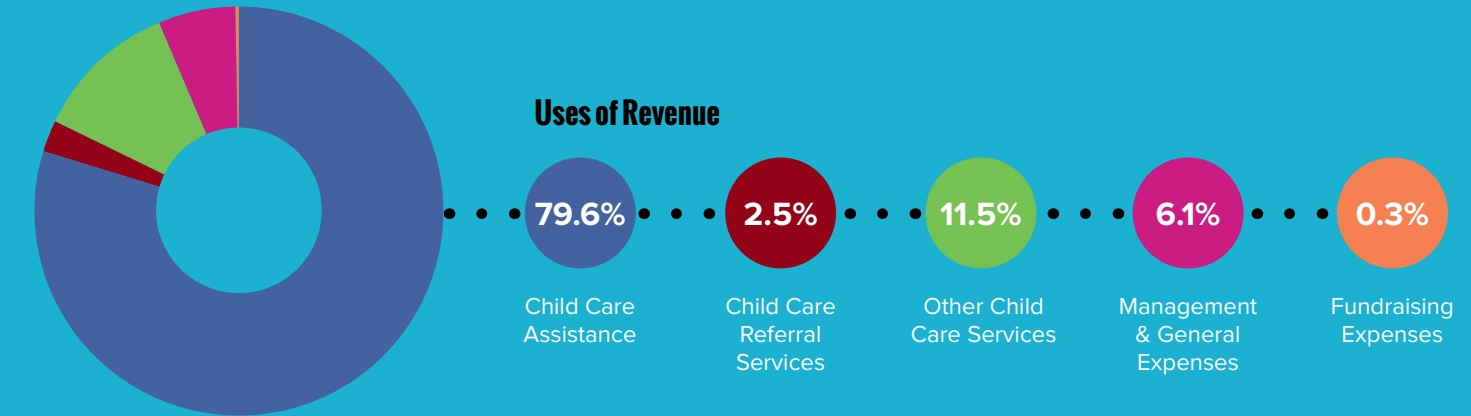 Uses of Revenue
79.6%
2.5%
11.5%
6.1%
0.3%
Child Care
Assistance
Child Care
Referral
Services
Other Child
Care Services
Management
& General
Expenses
Fundraising
Expenses